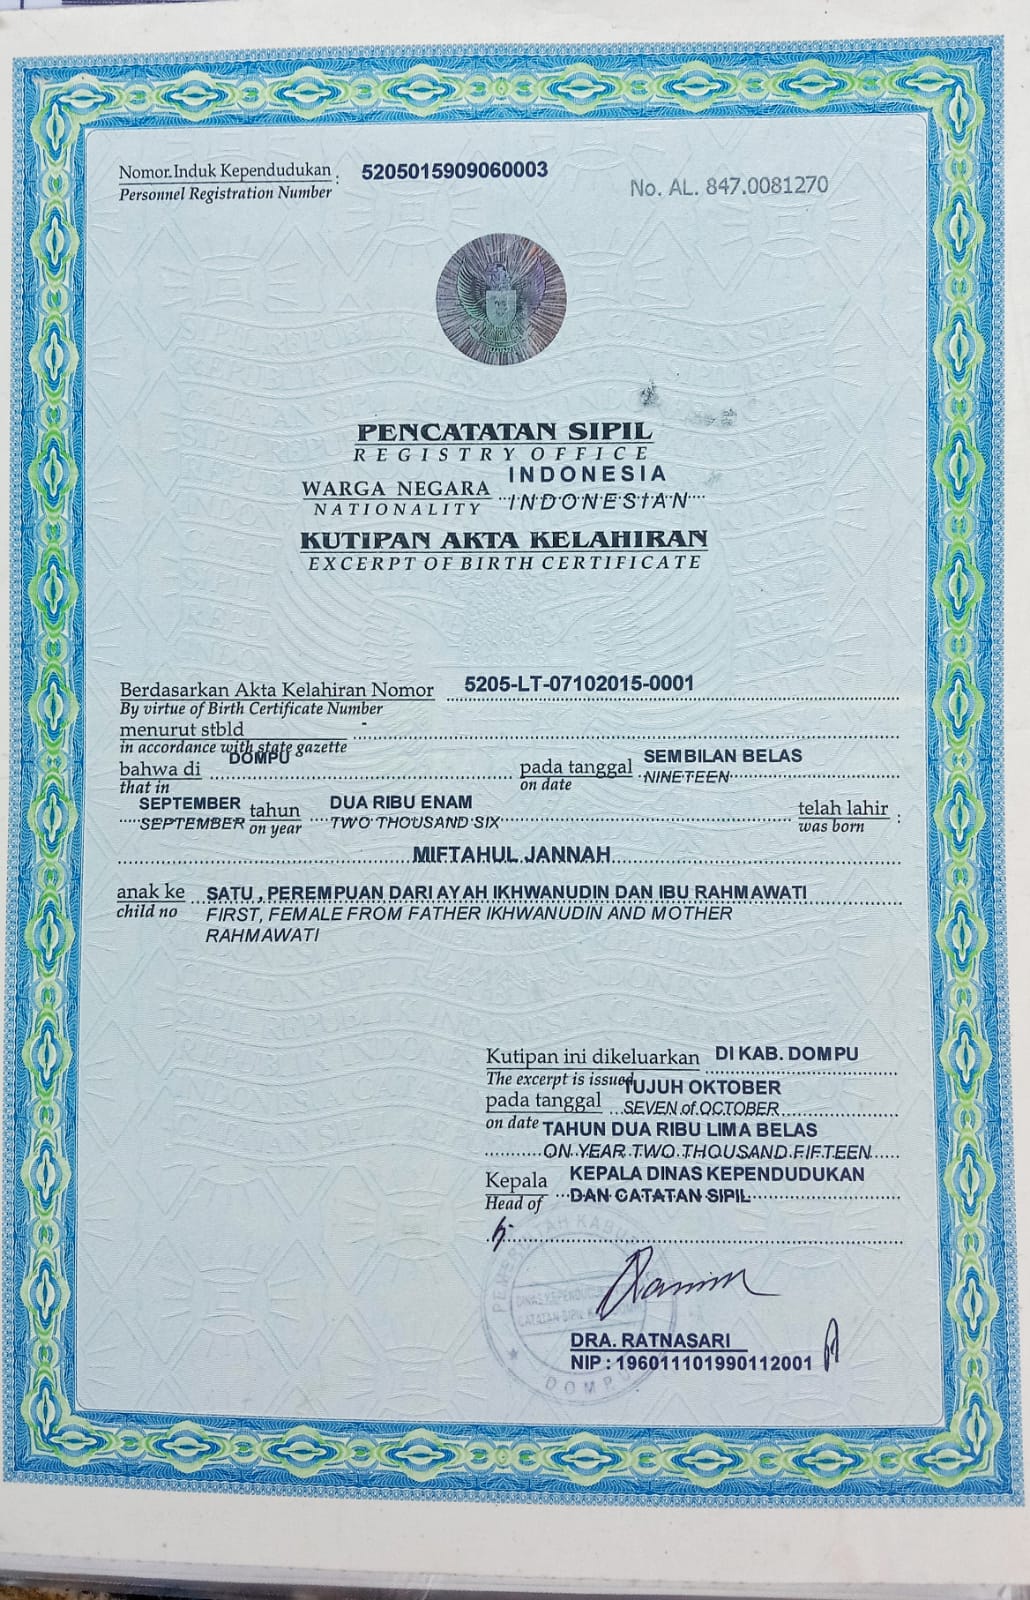 Nomor Induk Kependudukan : 5205015909060003
Personnel Registration Number
No. AL. 847.0081270
PENCATATAN SIPIL
REGISTRY OFFICE
WARGA NEGARA INDONESIA
NATIONALITY INDONESIAN
KUTIPAN AKTA KELAHIRAN
EXCERPT OF BIRTH CERTIFICATE
Berdasarkan Akta Kelahiran Nomor 5205-LT-07102015-0001
By virtue of Birth Certificate Number
menurut stbld -
in accordance with state gazette
bahwa di DOMPU pada tanggal SEMBILAN BELAS
that in on date NINETEEN
SEPTEMBER tahun DUA RIBU ENAM telah lahir :
SEPTEMBER on year TWO THOUSAND SIX was born
MIFTAHUL JANNAH
anak ke SATU , PEREMPUAN DARI AYAH IKHWANUDIN DAN IBU RAHMAWATI
child no FIRST, FEMALE FROM FATHER IKHWANUDIN AND MOTHER
RAHMAWATI
Kutipan ini dikeluarkan DI KAB. DOMPU
The excerpt is issued
pada tanggal TUJUH OKTOBER
on date SEVEN of OCTOBER
TAHUN DUA RIBU LIMA BELAS
ON YEAR TWO THOUSAND FIFTEEN
Kepala KEPALA DINAS KEPENDUDUKAN
Head of DAN CATATAN SIPIL
DRA. RATNASARI
NIP : 196011101990112001
DOMPU